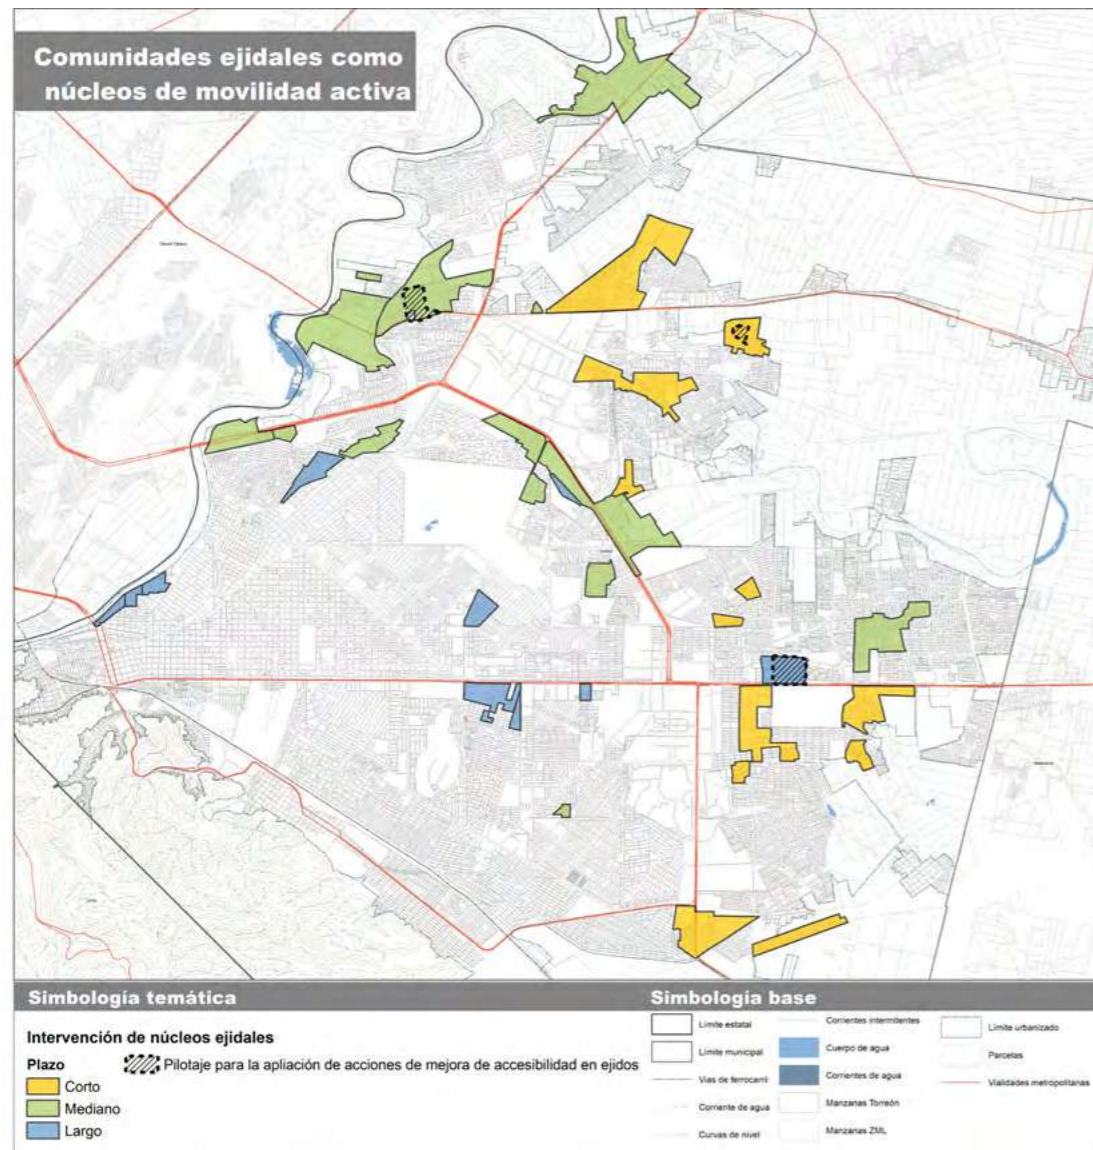 Comunidades ejidales como
núcleos de movilidad activa
Simbología temática
Intervención de núcleos ejidales
Plazo
Pilotaje para la apliación de acciones de mejora de accesibilidad en ejidos
Corto
Mediano
Largo
Simbología base
Límite estatal
Límite municipal
Vías de ferrocarril
Corriente de agua
Curvas de nivel
Corrientes intermitentes
Cuerpo de agua
Corrientes de agua
Manzanas Torreón
Manzanas ZML
Límite urbanizado
Parcelas
Vialidades metropolitanas